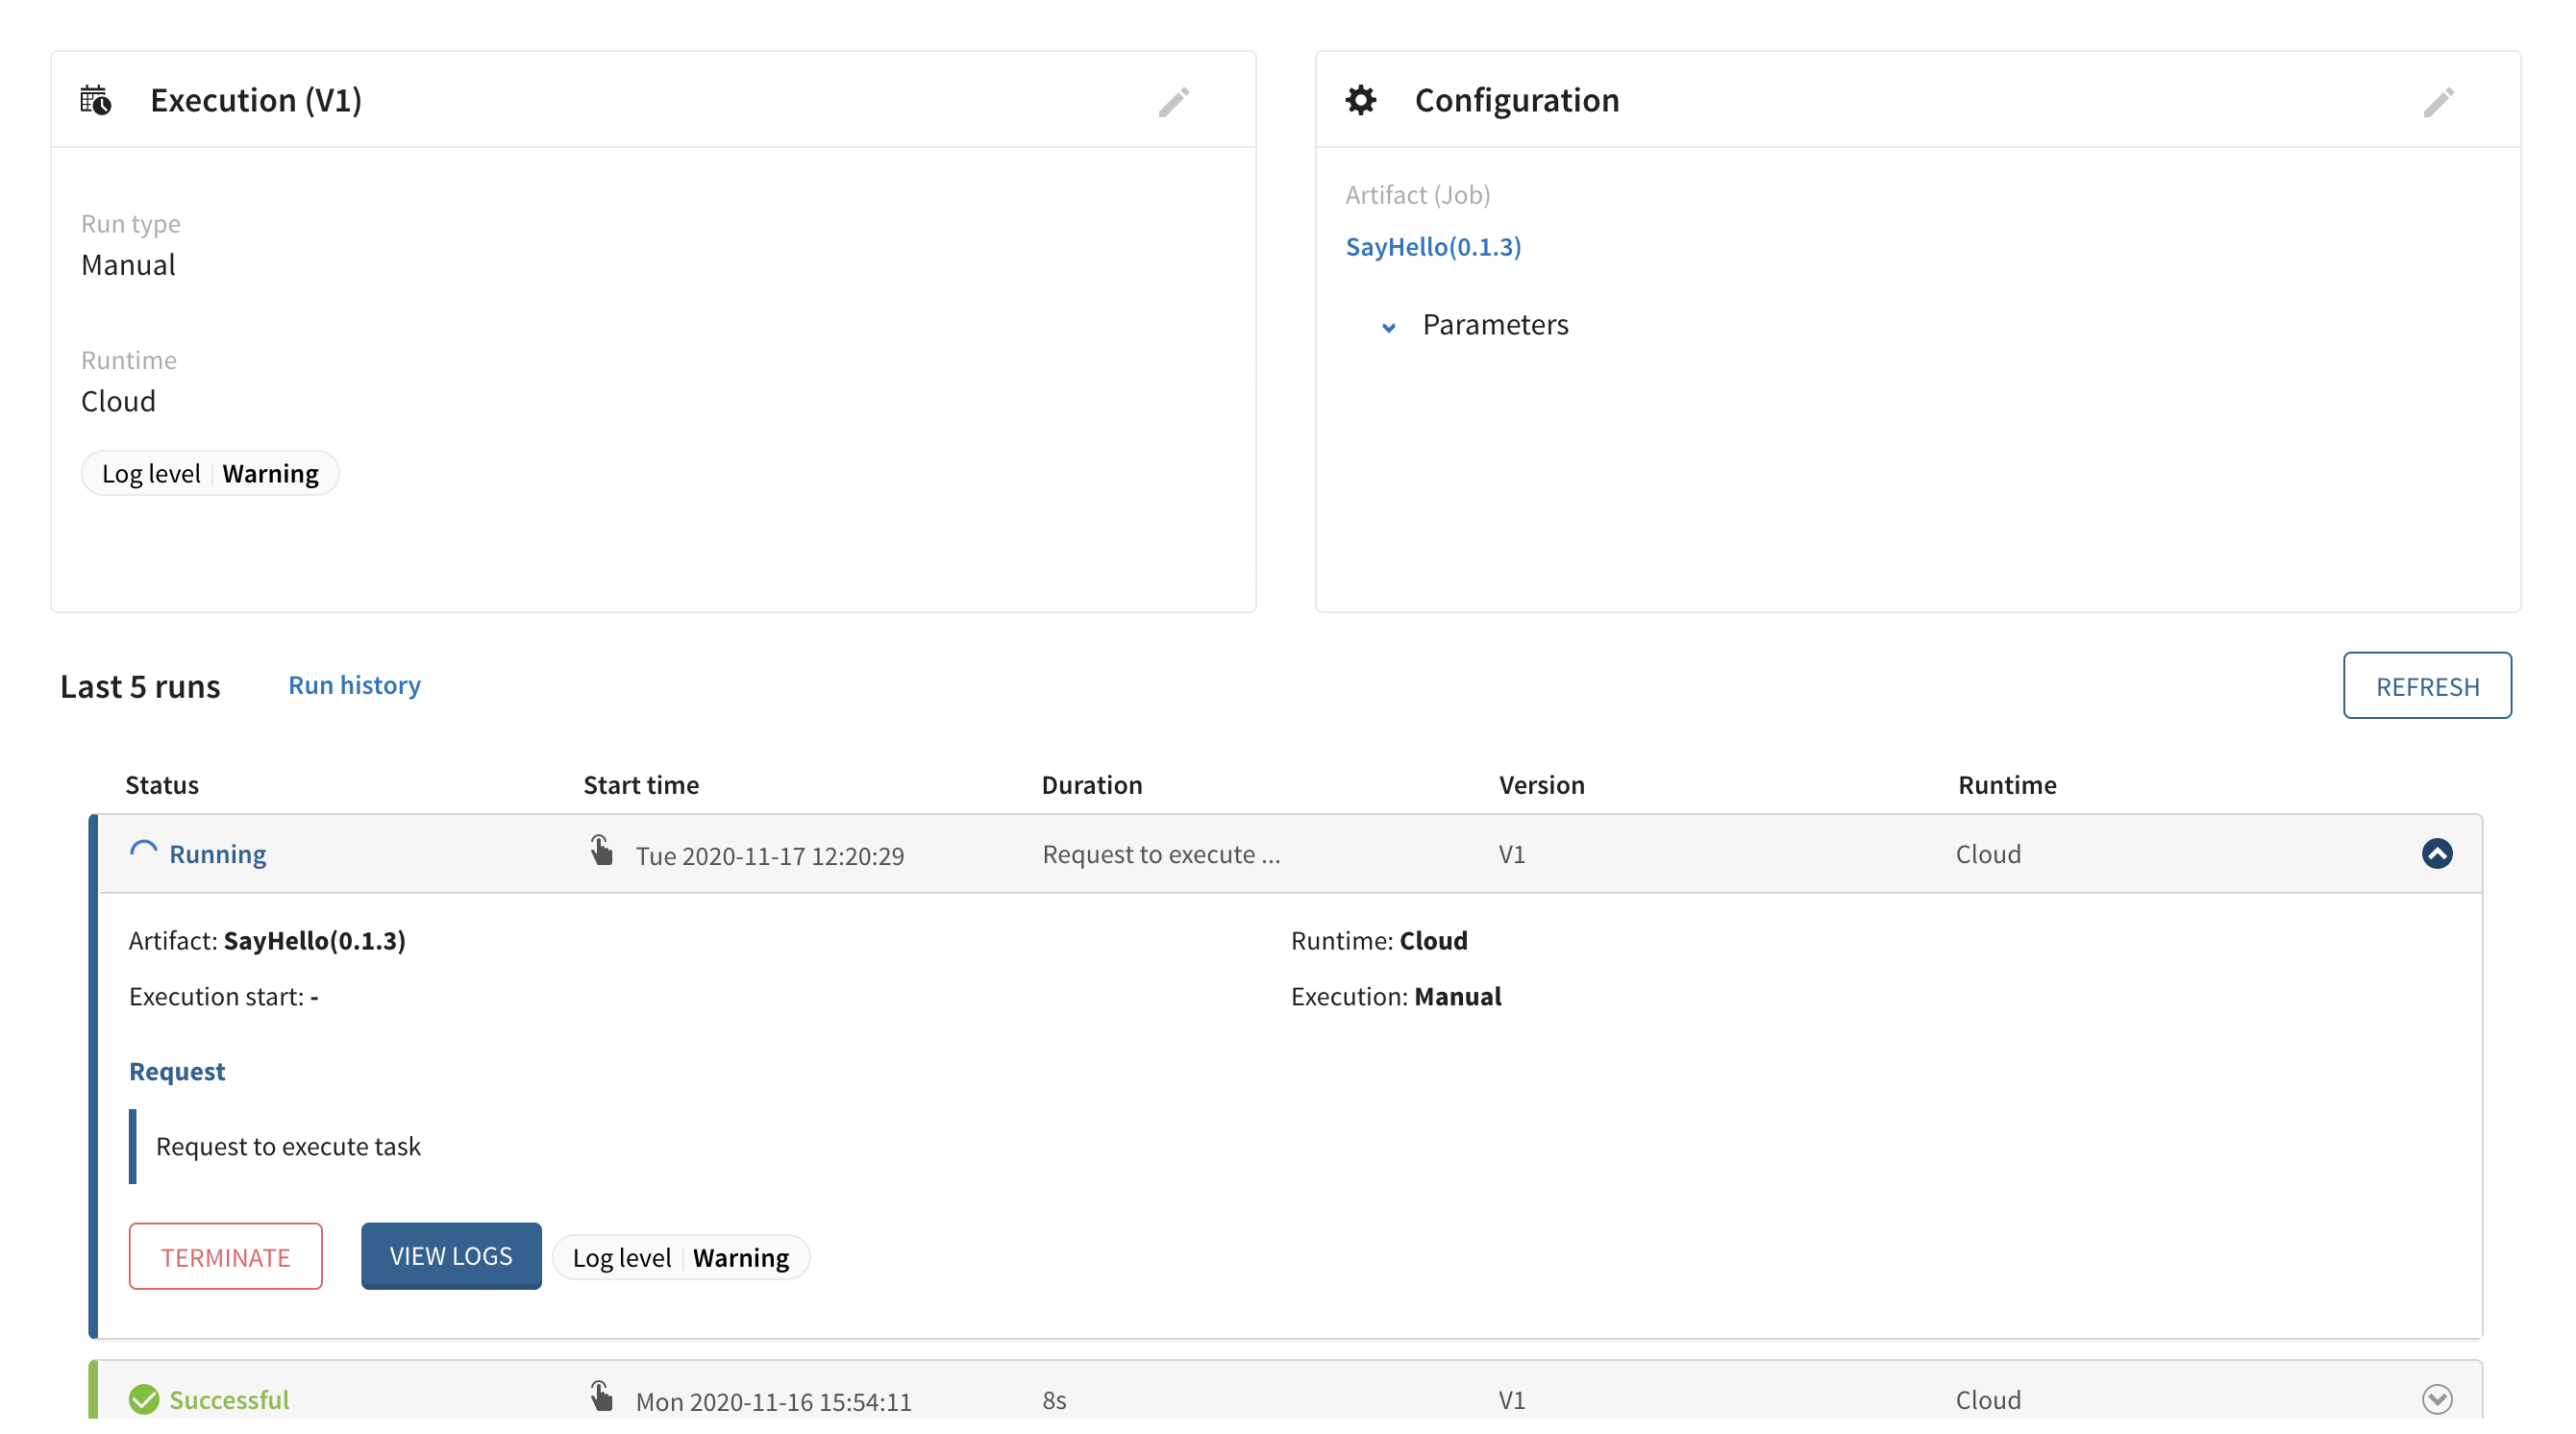 Execution (V1)
Configuration
Run type
Manual
Runtime
Cloud
Log level Warning
Artifact (Job)
SayHello(0.1.3)
Parameters
Last 5 runs Run history REFRESH
Status Start time Duration Version Runtime
Running Tue 2020-11-17 12:20:29 Request to execute ... V1 Cloud
Artifact: SayHello(0.1.3) Runtime: Cloud
Execution start: - Execution: Manual
Request
Request to execute task
TERMINATE VIEW LOGS Log level Warning
Successful Mon 2020-11-16 15:54:11 8s V1 Cloud